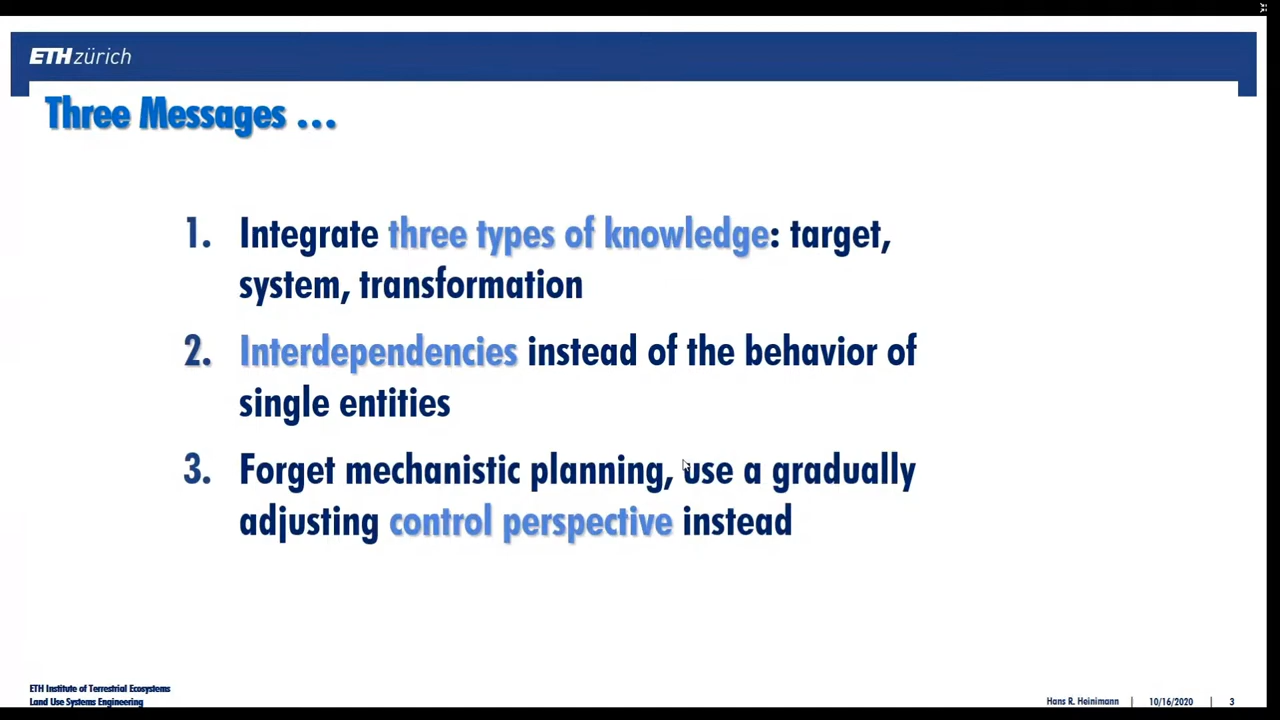 ETH zürich
Three Messages ...
1. Integrate three types of knowledge: target,
system, transformation
2. Interdependencies instead of the behavior of
single entities
3. Forget mechanistic planning, use a gradually
adjusting control perspective instead
ETH Institute of Terrestrial Ecosystems
Land Use Systems Engineering
Hans R. Heinimann | 10/16/2020 | 3